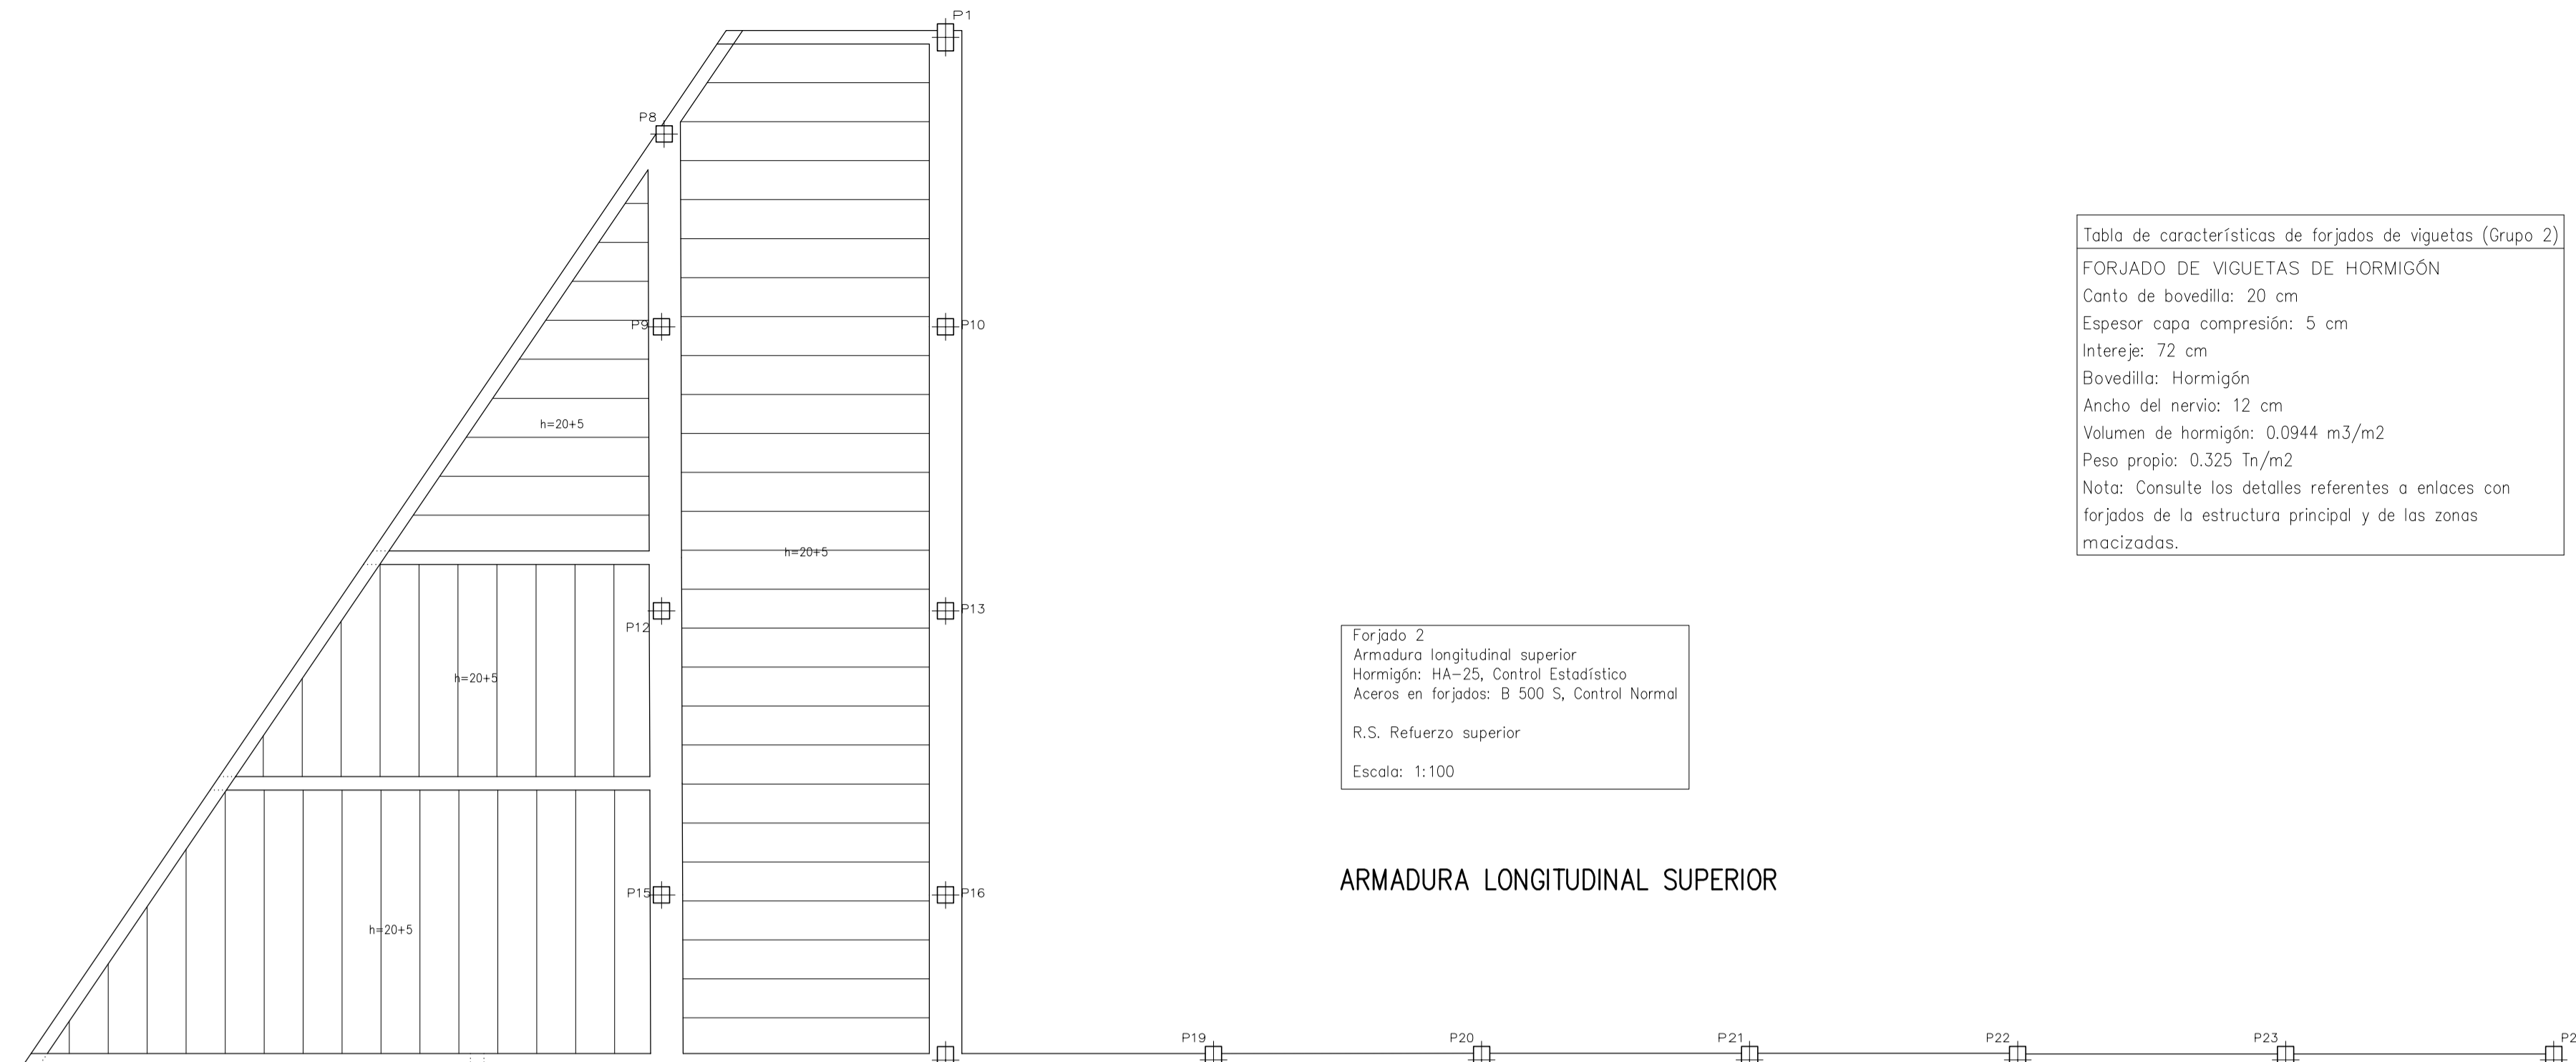 P1
P8
P9
P10
h=20+5
h=20+5
P12
P13
h=20+5
P15
P16
h=20+5
Tabla de características de forjados de viguetas (Grupo 2)
FORJADO DE VIGUETAS DE HORMIGÓN
Canto de bovedilla: 20 cm
Espesor capa compresión: 5 cm
Intereje: 72 cm
Bovedilla: Hormigón
Ancho del nervio: 12 cm
Volumen de hormigón: 0.0944 m3/m2
Peso propio: 0.325 Tn/m2
Nota: Consulte los detalles referentes a enlaces con
forjados de la estructura principal y de las zonas
macizadas.
Forjado 2
Armadura longitudinal superior
Hormigón: HA-25, Control Estadístico
Aceros en forjados: B 500 S, Control Normal
R.S. Refuerzo superior
Escala: 1:100
ARMADURA LONGITUDINAL SUPERIOR
P19
P20
P21
P22
P23